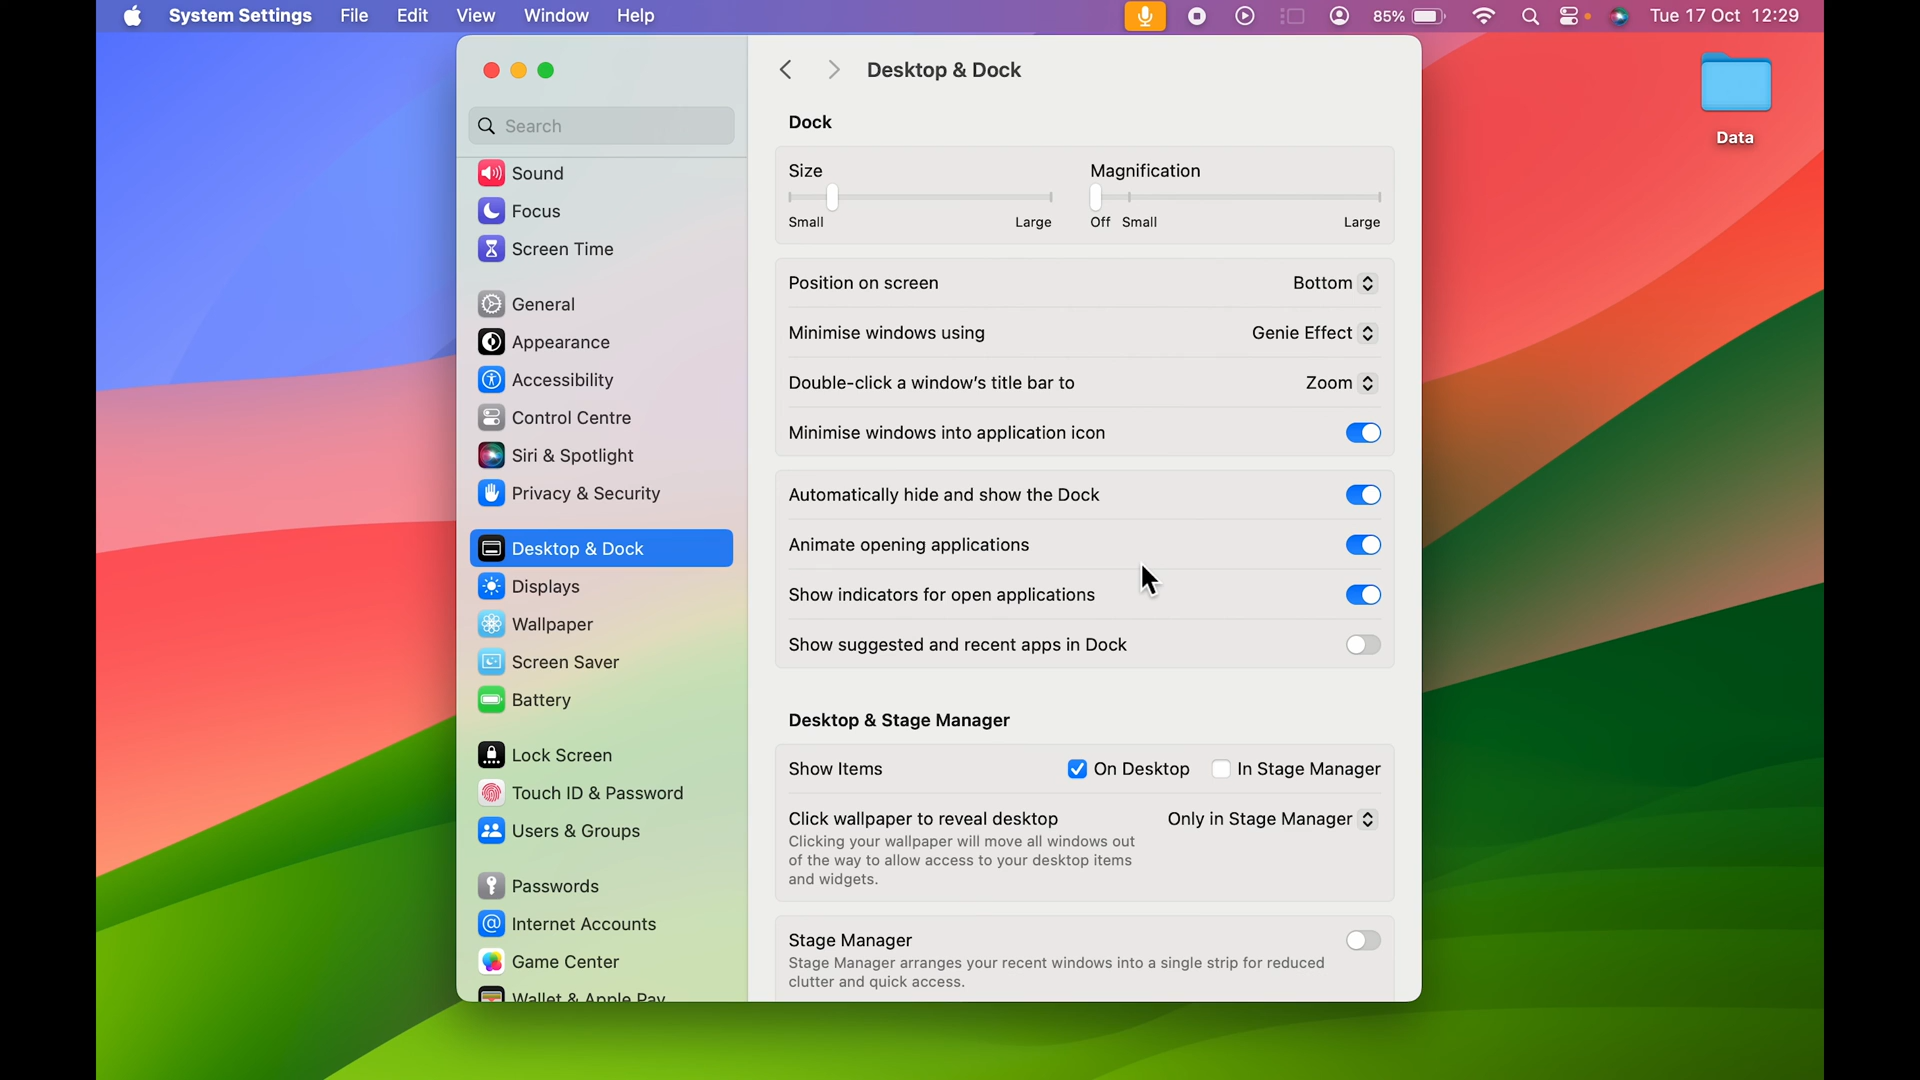 System Settings File Edit View Window Help 85% Tue 17 Oct 12:29
Data
Search
Sound
Focus
Screen Time
General
Appearance
Accessibility
Control Centre
Siri & Spotlight
Privacy & Security
Desktop & Dock
Displays
Wallpaper
Screen Saver
Battery
Lock Screen
Touch ID & Password
Users & Groups
Passwords
Internet Accounts
Game Center
Wallet & Apple Pay
Desktop & Dock
Dock
Size Magnification
Small Large Off Small Large
Position on screen Bottom
Minimise windows using Genie Effect
Double-click a window's title bar to Zoom
Minimise windows into application icon
Automatically hide and show the Dock
Animate opening applications
Show indicators for open applications
Show suggested and recent apps in Dock
Desktop & Stage Manager
Show Items On Desktop In Stage Manager
Click wallpaper to reveal desktop Only in Stage Manager
Clicking your wallpaper will move all windows out
of the way to allow access to your desktop items
and widgets.
Stage Manager
Stage Manager arranges your recent windows into a single strip for reduced
clutter and quick access.